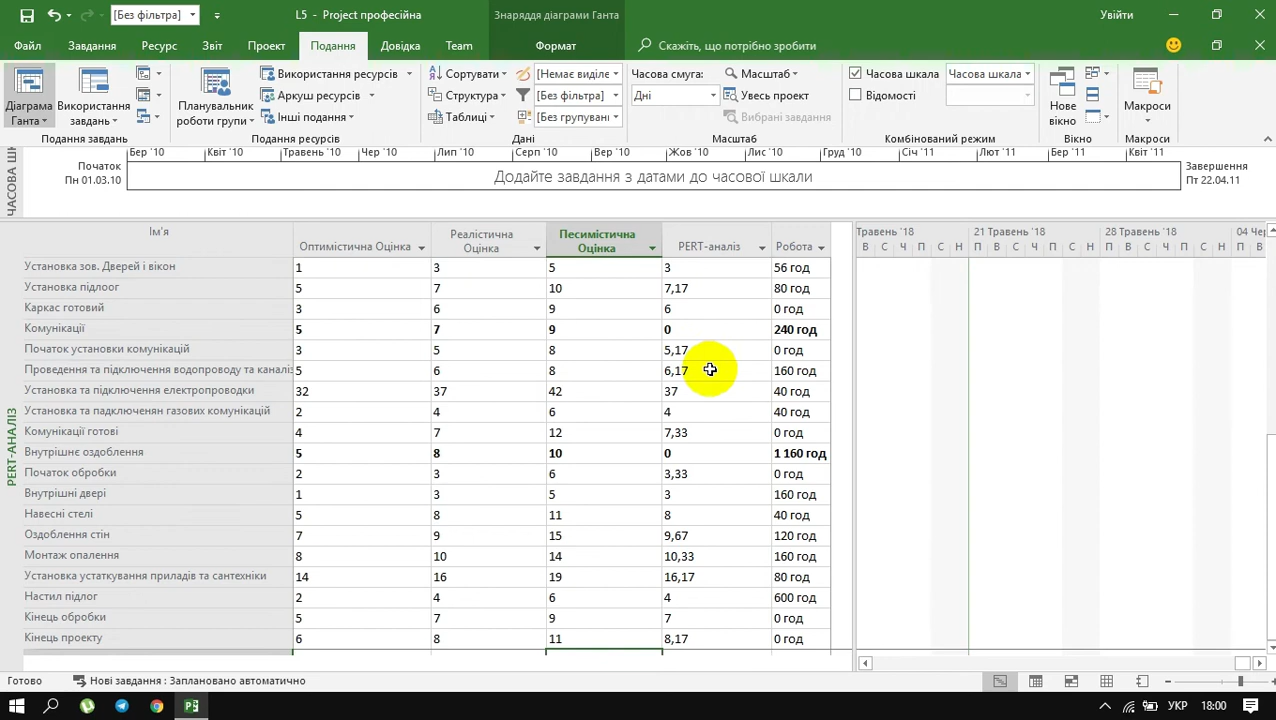 [Без фільтра] L5 - Project професійна Знаряддя діаграми Ганта Увійти
Файл Завдання Ресурс Звіт Проект Подання Довідка Team Формат Скажіть, що потрібно зробити
Діаграма Ганта Використання завдань Подання завдань
Планувальник роботи групи Використання ресурсів Аркуш ресурсів Інші подання Подання ресурсів
Сортувати Структура Таблиці [Немає виділе [Без фільтра] [Без групуван Дані
Часова смуга: Дні Масштаб Увесь проект Вибрані завдання Масштаб
Часова шкала Часова шкала Відомості Комбінований режим
Нове вікно Вікно Макроси Макроси
ЧАСОВА Ш
Бер '10 Квіт '10 Травень '10 Чер '10 Лип '10 Серп '10 Вер '10 Жов '10 Лис '10 Груд '10 Січ '11 Лют '11 Бер '11 Квіт '11
Початок
Пн 01.03.10
Додайте завдання з датами до часової шкали
Завершення
Пт 22.04.11
Ім'я Оптимістична Оцінка Реалістична Оцінка Песимістична Оцінка PERT-аналіз Робота
Травень '18 21 Травень '18 28 Травень '18 04 Чер
В С Ч П С Н П В С Ч П С Н П В С Ч П С Н П В
Установка зов. Дверей і вікон 1 3 5 3 56 год
Установка підлоог 5 7 10 7,17 80 год
Каркас готовий 3 6 9 6 0 год
Комунікації 5 7 9 0 240 год
Початок установки комунікацій 3 5 8 5,17 0 год
Проведення та підключення водопроводу та каналіз 5 6 8 6,17 160 год
Установка та підключення електропроводки 32 37 42 37 40 год
Установка та падключенян газових комунікацій 2 4 6 4 40 год
Комунікації готові 4 7 12 7,33 0 год
Внутрішнє оздоблення 5 8 10 0 1 160 год
Початок обробки 2 3 6 3,33 0 год
Внутрішні двері 1 3 5 3 160 год
Навесні стелі 5 8 11 8 40 год
Оздоблення стін 7 9 15 9,67 120 год
Монтаж опалення 8 10 14 10,33 160 год
Установка устаткування приладів та сантехніки 14 16 19 16,17 80 год
Настил підлог 2 4 6 4 600 год
Кінець обробки 5 7 9 7 0 год
Кінець проекту 6 8 11 8,17 0 год
PERT-АНАЛІЗ
Готово Нові завдання : Заплановано автоматично
УКР 18:00